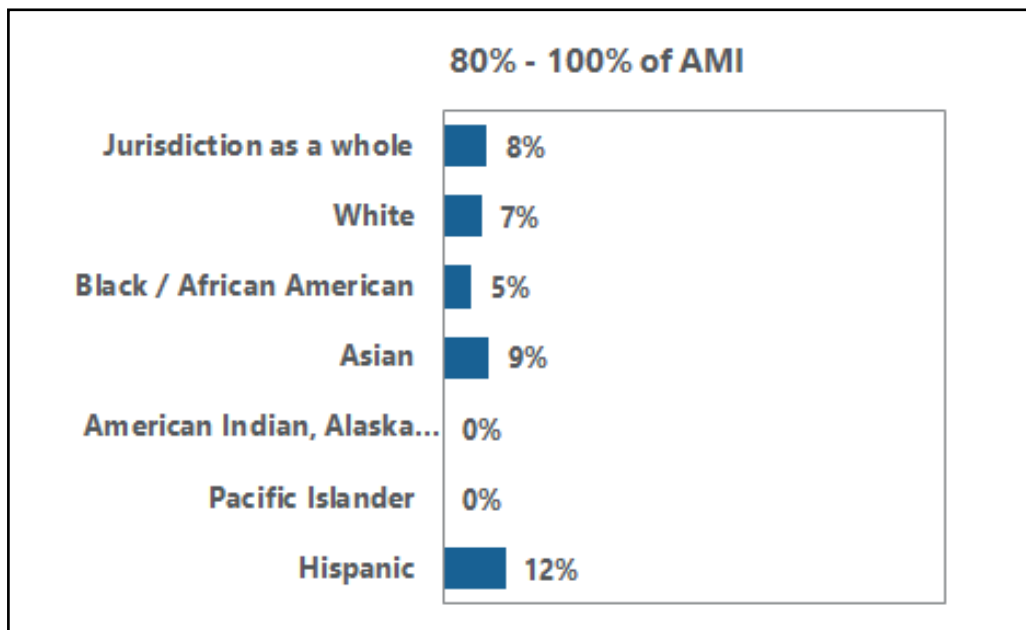 80% - 100% of AMI
Jurisdiction as a whole 8%
White 7%
Black / African American 5%
Asian 9%
American Indian, Alaska... 0%
Pacific Islander 0%
Hispanic 12%